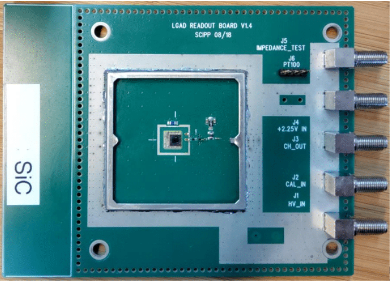 LGAD READOUT BOARD V1.4
SCIPP 08/16
J5
IMPEDANCE_TEST
J6
PT100
J4
+2.25V IN
J3
CH_OUT
J2
CAL_IN
J1
HV_IN
SiC